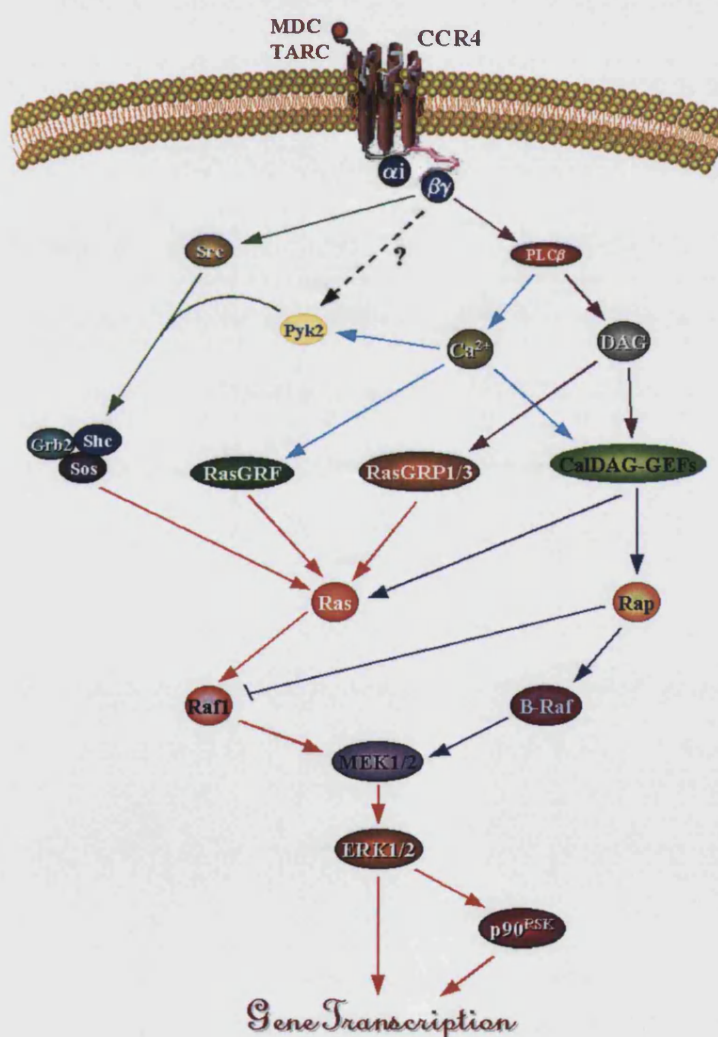 MDC
TARC
CCR4
αi
βγ
Src
?
PLCβ
Pyk2
Ca2+
DAG
Grb2
Shc
Sos
RasGRF
RasGRP1/3
CalDAG-GEFs
Ras
Rap
Raf1
B-Raf
MEK1/2
ERK1/2
p90RSK
Gene Transcription